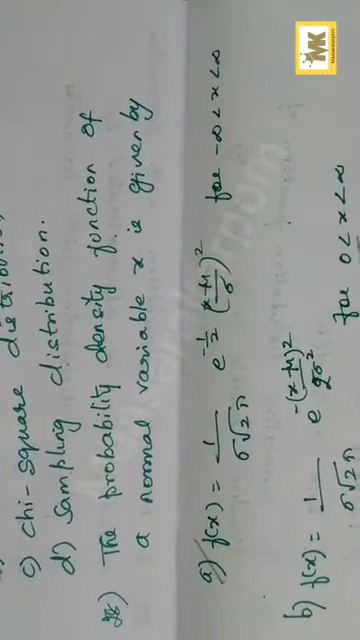 c) chi-square
d) Sampling distribution.
The probability density function of
a normal variable x is given by
a) f(x) = 1/σ√2π e^{-1/2 (x-μ/σ)^2} for -∞ < x < ∞
b) f(x) = 1/σ√2π e^{-(x-μ)^2/2σ^2} for 0 < x < ∞
MK